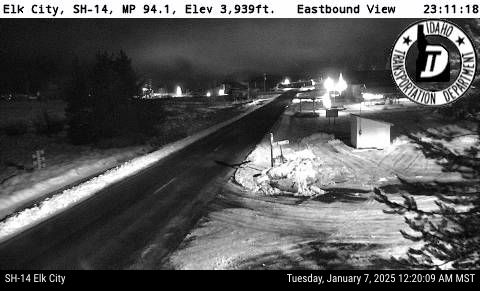 Elk City, SH-14, MP 94.1, Elev 3,939ft.   Eastbound View    23:11:18
IDAHO
TRANSPORTATION DEPARTMENT
SH-14 Elk City
Tuesday, January 7, 2025 12:20:09 AM MST